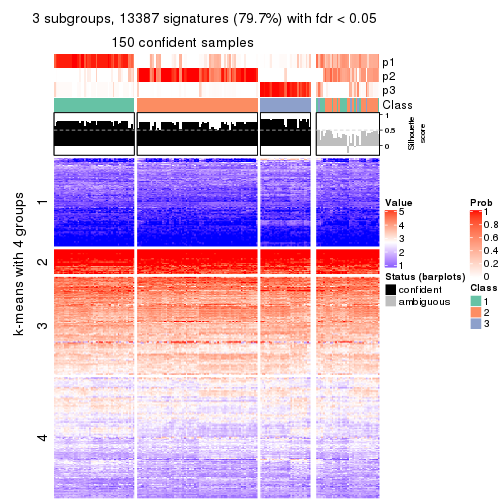 3 subgroups, 13387 signatures (79.7%) with fdr < 0.05
150 confident samples
p1
p2
p3
Class
1
0.5
0
Silhouette
score
k-means with 4 groups
1
2
3
4
Value
5
4
3
2
1
Status (barplots)
confident
ambiguous
Prob
1
0.8
0.6
0.4
0.2
0
Class
1
2
3